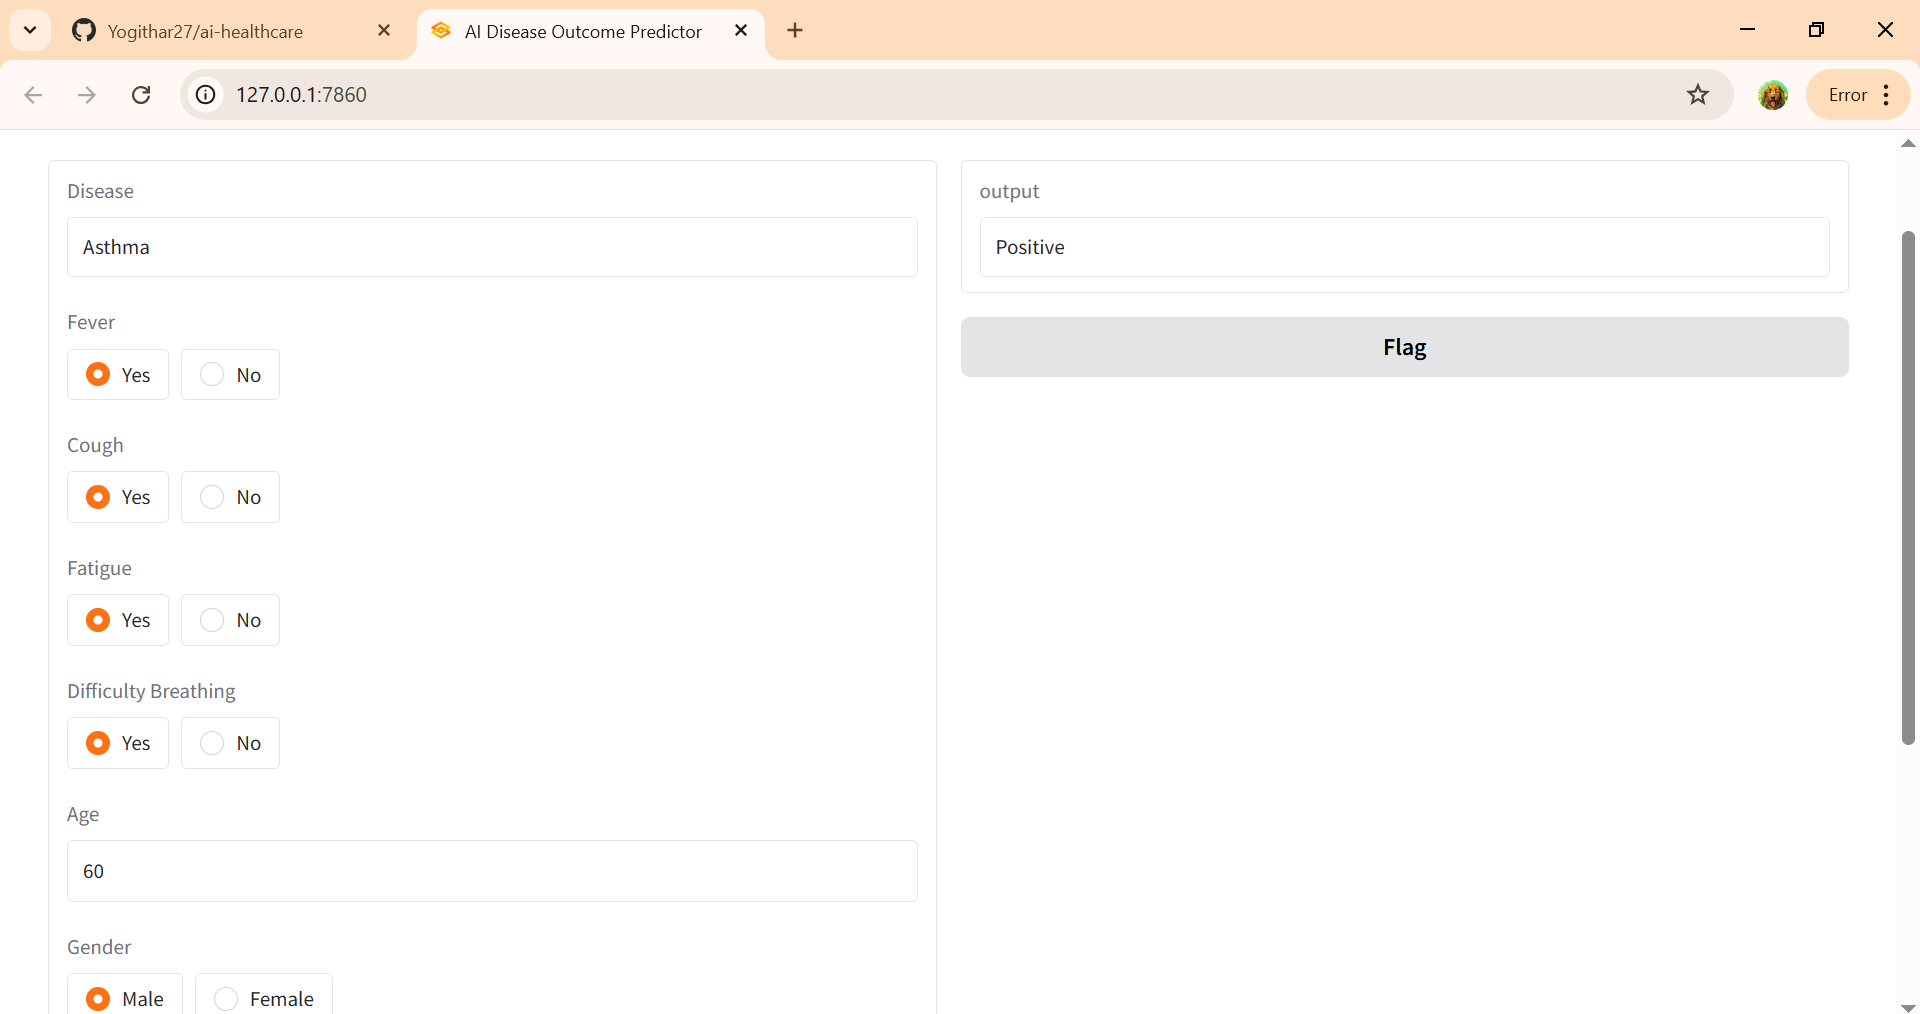 Yogithar27/ai-healthcare
AI Disease Outcome Predictor
127.0.0.1:7860
Error
Disease
Asthma
Fever
Yes No
Cough
Yes No
Fatigue
Yes No
Difficulty Breathing
Yes No
Age
60
Gender
Male Female
output
Positive
Flag